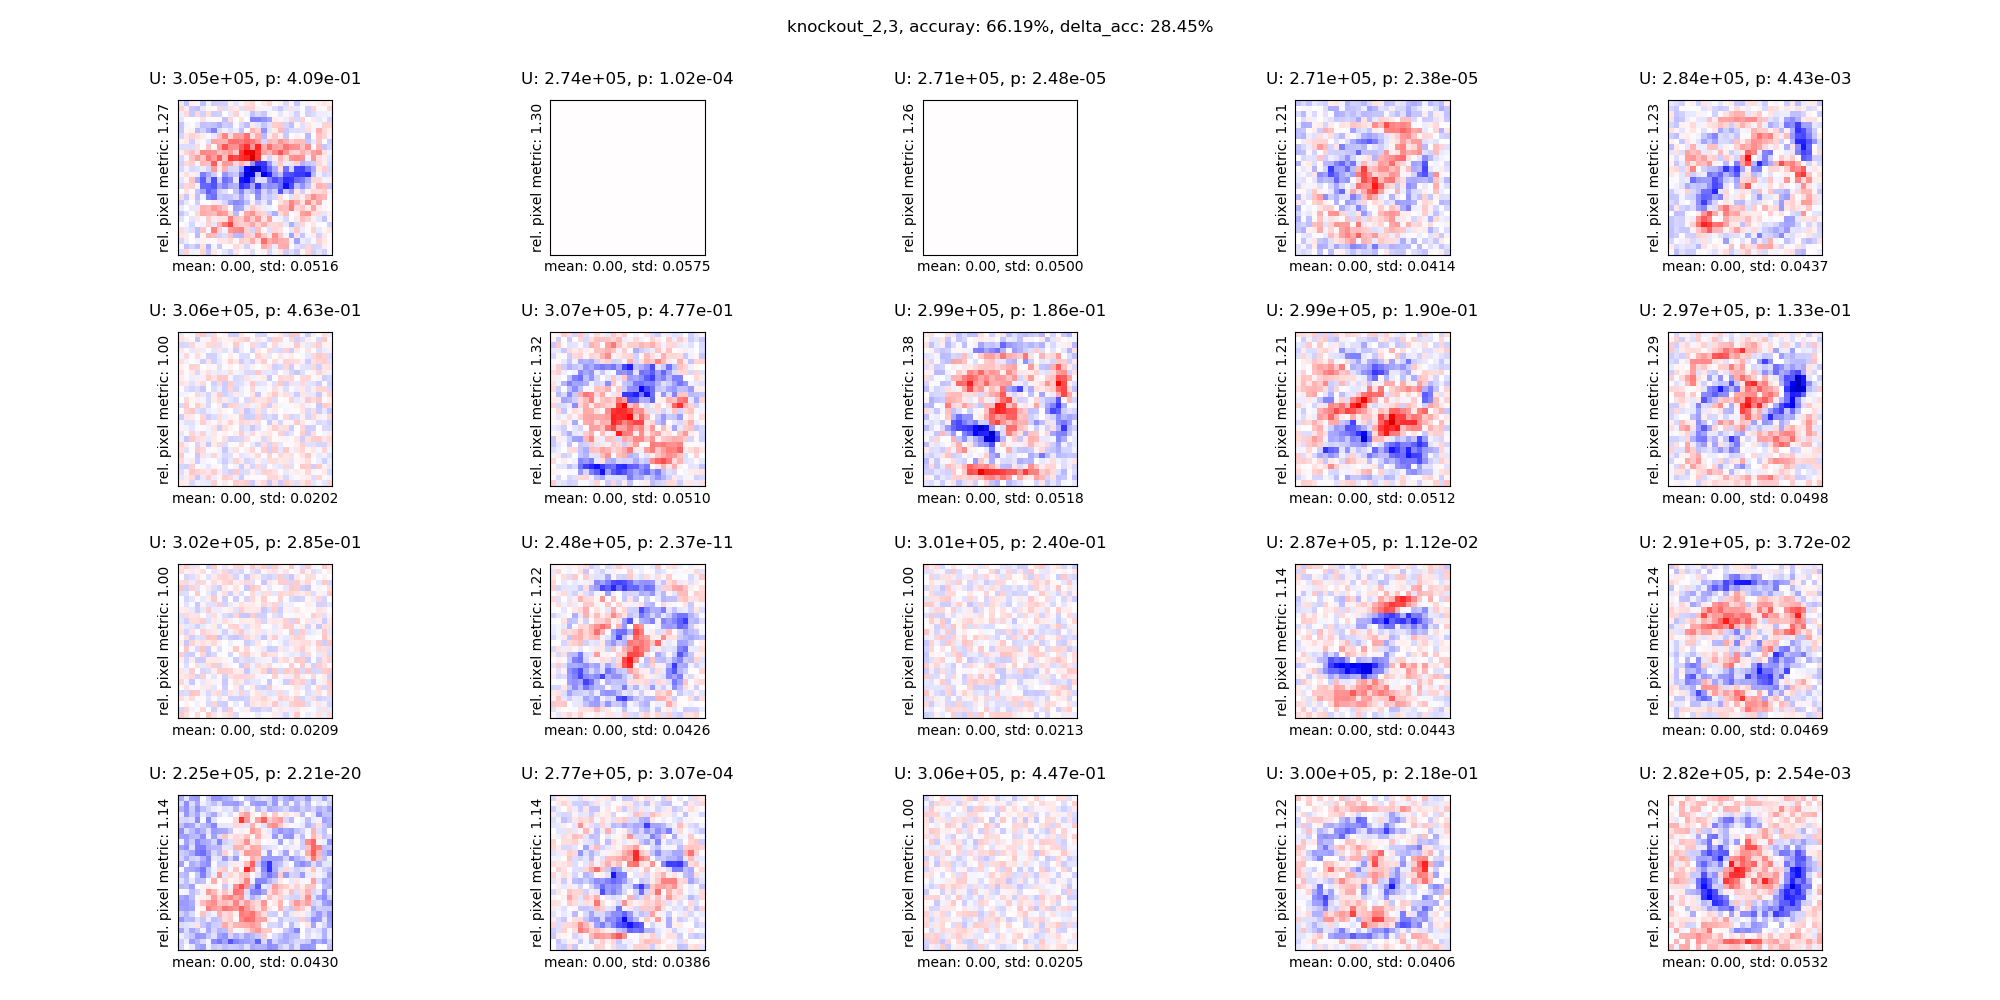 knockout_2,3, accuray: 66.19%, delta_acc: 28.45%
U: 3.05e+05, p: 4.09e-01
rel. pixel metric: 1.27
mean: 0.00, std: 0.0516
U: 2.74e+05, p: 1.02e-04
rel. pixel metric: 1.30
mean: 0.00, std: 0.0575
U: 2.71e+05, p: 2.48e-05
rel. pixel metric: 1.26
mean: 0.00, std: 0.0500
U: 2.71e+05, p: 2.38e-05
rel. pixel metric: 1.21
mean: 0.00, std: 0.0414
U: 2.84e+05, p: 4.43e-03
rel. pixel metric: 1.23
mean: 0.00, std: 0.0437
U: 3.06e+05, p: 4.63e-01
rel. pixel metric: 1.00
mean: 0.00, std: 0.0202
U: 3.07e+05, p: 4.77e-01
rel. pixel metric: 1.32
mean: 0.00, std: 0.0510
U: 2.99e+05, p: 1.86e-01
rel. pixel metric: 1.38
mean: 0.00, std: 0.0518
U: 2.99e+05, p: 1.90e-01
rel. pixel metric: 1.21
mean: 0.00, std: 0.0512
U: 2.97e+05, p: 1.33e-01
rel. pixel metric: 1.29
mean: 0.00, std: 0.0498
U: 3.02e+05, p: 2.85e-01
rel. pixel metric: 1.00
mean: 0.00, std: 0.0209
U: 2.48e+05, p: 2.37e-11
rel. pixel metric: 1.22
mean: 0.00, std: 0.0426
U: 3.01e+05, p: 2.40e-01
rel. pixel metric: 1.00
mean: 0.00, std: 0.0213
U: 2.87e+05, p: 1.12e-02
rel. pixel metric: 1.14
mean: 0.00, std: 0.0443
U: 2.91e+05, p: 3.72e-02
rel. pixel metric: 1.24
mean: 0.00, std: 0.0469
U: 2.25e+05, p: 2.21e-20
rel. pixel metric: 1.14
mean: 0.00, std: 0.0430
U: 2.77e+05, p: 3.07e-04
rel. pixel metric: 1.14
mean: 0.00, std: 0.0386
U: 3.06e+05, p: 4.47e-01
rel. pixel metric: 1.00
mean: 0.00, std: 0.0205
U: 3.00e+05, p: 2.18e-01
rel. pixel metric: 1.22
mean: 0.00, std: 0.0406
U: 2.82e+05, p: 2.54e-03
rel. pixel metric: 1.22
mean: 0.00, std: 0.0532